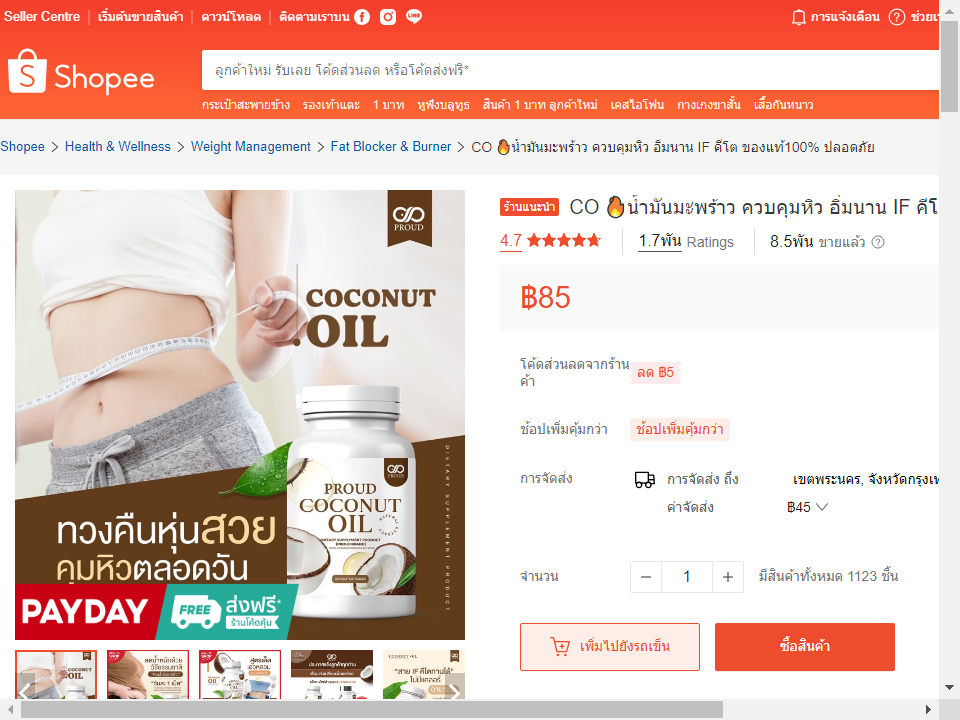 Seller Centre
เริ่มต้นขายสินค้า
ดาวน์โหลด
ติดตามเราบน
การแจ้งเตือน
Shopee
ลูกค้าใหม่ รับเลย โค้ดส่วนลด หรือโค้ดส่งฟรี*
กระเป๋าสะพายข้าง รองเท้าแตะ 1 บาท หูฟังบลูทูธ สินค้า 1 บาท ลูกค้าใหม่ เคสไอโฟน กางเกงขาสั้น เสื้อกันหนาว
Shopee > Health & Wellness > Weight Management > Fat Blocker & Burner > CO 🔥น้ำมันมะพร้าว ควบคุมหิว อิ่มนาน IF คีโต ของแท้100% ปลอดภัย
PROUD
COCONUT
OIL
PROUD
PROUD
COCONUT
OIL
DIETARY SUPPLEMENT PRODUCT
DIETARY SUPPLEMENT PRODUCT
ทวงคืนหุ่นสวย
คุมหิวตลอดวัน
PAYDAY
FREE
ส่งฟรี*
ร้านโค้ดคุ้ม
ร้านแนะนำ
CO 🔥น้ำมันมะพร้าว ควบคุมหิว อิ่มนาน IF คีโ
4.7
1.7พัน Ratings
8.5พัน ขายแล้ว
฿85
โค้ดส่วนลดจากร้าน
ค้า
ลด ฿5
ช้อปเพิ่มคุ้มกว่า
ช้อปเพิ่มคุ้มกว่า
การจัดส่ง
การจัดส่ง ถึง
เขตพระนคร, จังหวัดกรุงเท
ค่าจัดส่ง
฿45
จำนวน
1
มีสินค้าทั้งหมด 1123 ชิ้น
เพิ่มไปยังรถเข็น
ซื้อสินค้า